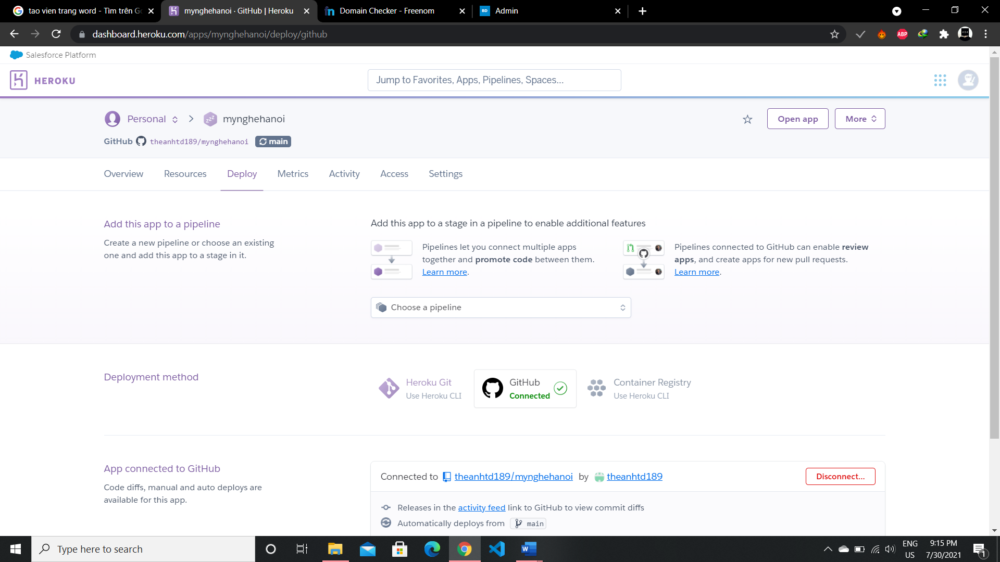 tao vien trang word - Tìm trên Go
mynghehanoi · GitHub | Heroku
Domain Checker - Freenom
BD Admin
dashboard.heroku.com/apps/mynghehanoi/deploy/github
ABP
Salesforce Platform
HEROKU
Jump to Favorites, Apps, Pipelines, Spaces...
Personal
zzz
mynghehanoi
Open app
More
GitHub theanhtd189/mynghehanoi main
Overview Resources Deploy Metrics Activity Access Settings
Add this app to a pipeline
Create a new pipeline or choose an existing
one and add this app to a stage in it.
Add this app to a stage in a pipeline to enable additional features
Pipelines let you connect multiple apps
together and promote code between them.
Learn more.
Pipelines connected to GitHub can enable review
apps, and create apps for new pull requests.
Learn more.
Choose a pipeline
Deployment method
Heroku Git
Use Heroku CLI
GitHub
Connected
Container Registry
Use Heroku CLI
App connected to GitHub
Code diffs, manual and auto deploys are
available for this app.
Connected to theanhtd189/mynghehanoi by theanhtd189
Disconnect...
Releases in the activity feed link to GitHub to view commit diffs
Automatically deploys from main
Type here to search
ENG
US
9:15 PM
7/30/2021
1